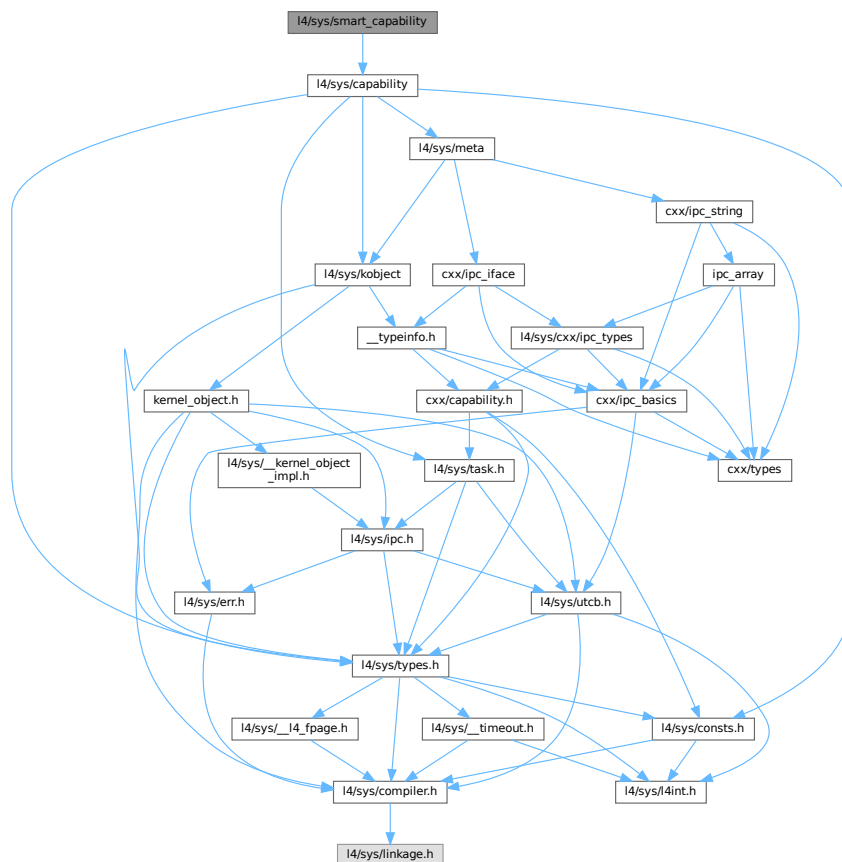 l4/sys/smart_capability
l4/sys/capability
l4/sys/meta
cxx/ipc_string
l4/sys/kobject
cxx/ipc_iface
ipc_array
__typeinfo.h
l4/sys/cxx/ipc_types
kernel_object.h
cxx/capability.h
cxx/ipc_basics
l4/sys/__kernel_object
_impl.h
l4/sys/task.h
cxx/types
l4/sys/ipc.h
l4/sys/err.h
l4/sys/utcb.h
l4/sys/types.h
l4/sys/__l4_fpage.h
l4/sys/__timeout.h
l4/sys/consts.h
l4/sys/compiler.h
l4/sys/l4int.h
l4/sys/linkage.h